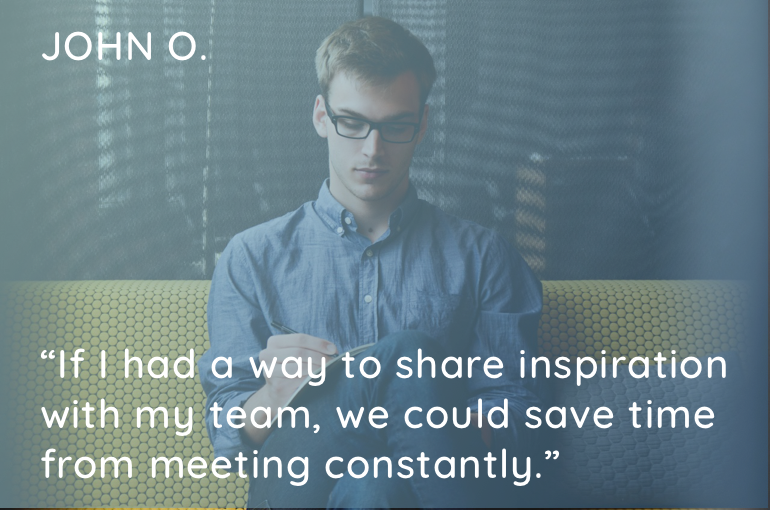 JOHN O.
“If I had a way to share inspiration
with my team, we could save time
from meeting constantly.”